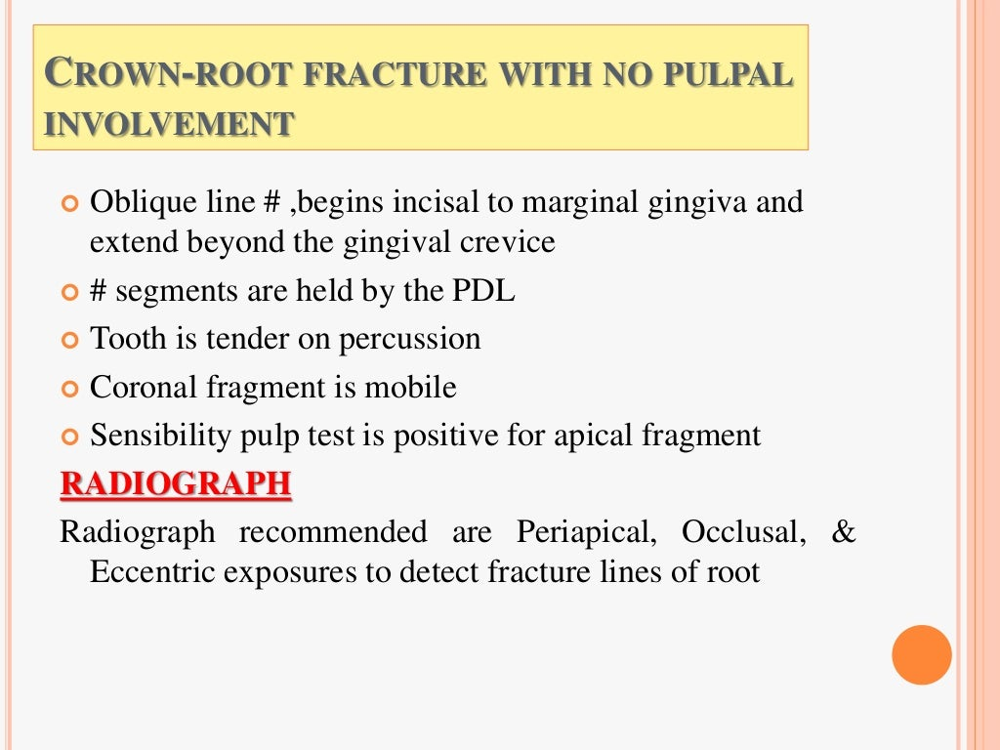 CROWN-ROOT FRACTURE WITH NO PULPAL
INVOLVEMENT
Oblique line # ,begins incisal to marginal gingiva and
extend beyond the gingival crevice
# segments are held by the PDL
Tooth is tender on percussion
Coronal fragment is mobile
Sensibility pulp test is positive for apical fragment
RADIOGRAPH
Radiograph recommended are Periapical, Occlusal, &
Eccentric exposures to detect fracture lines of root